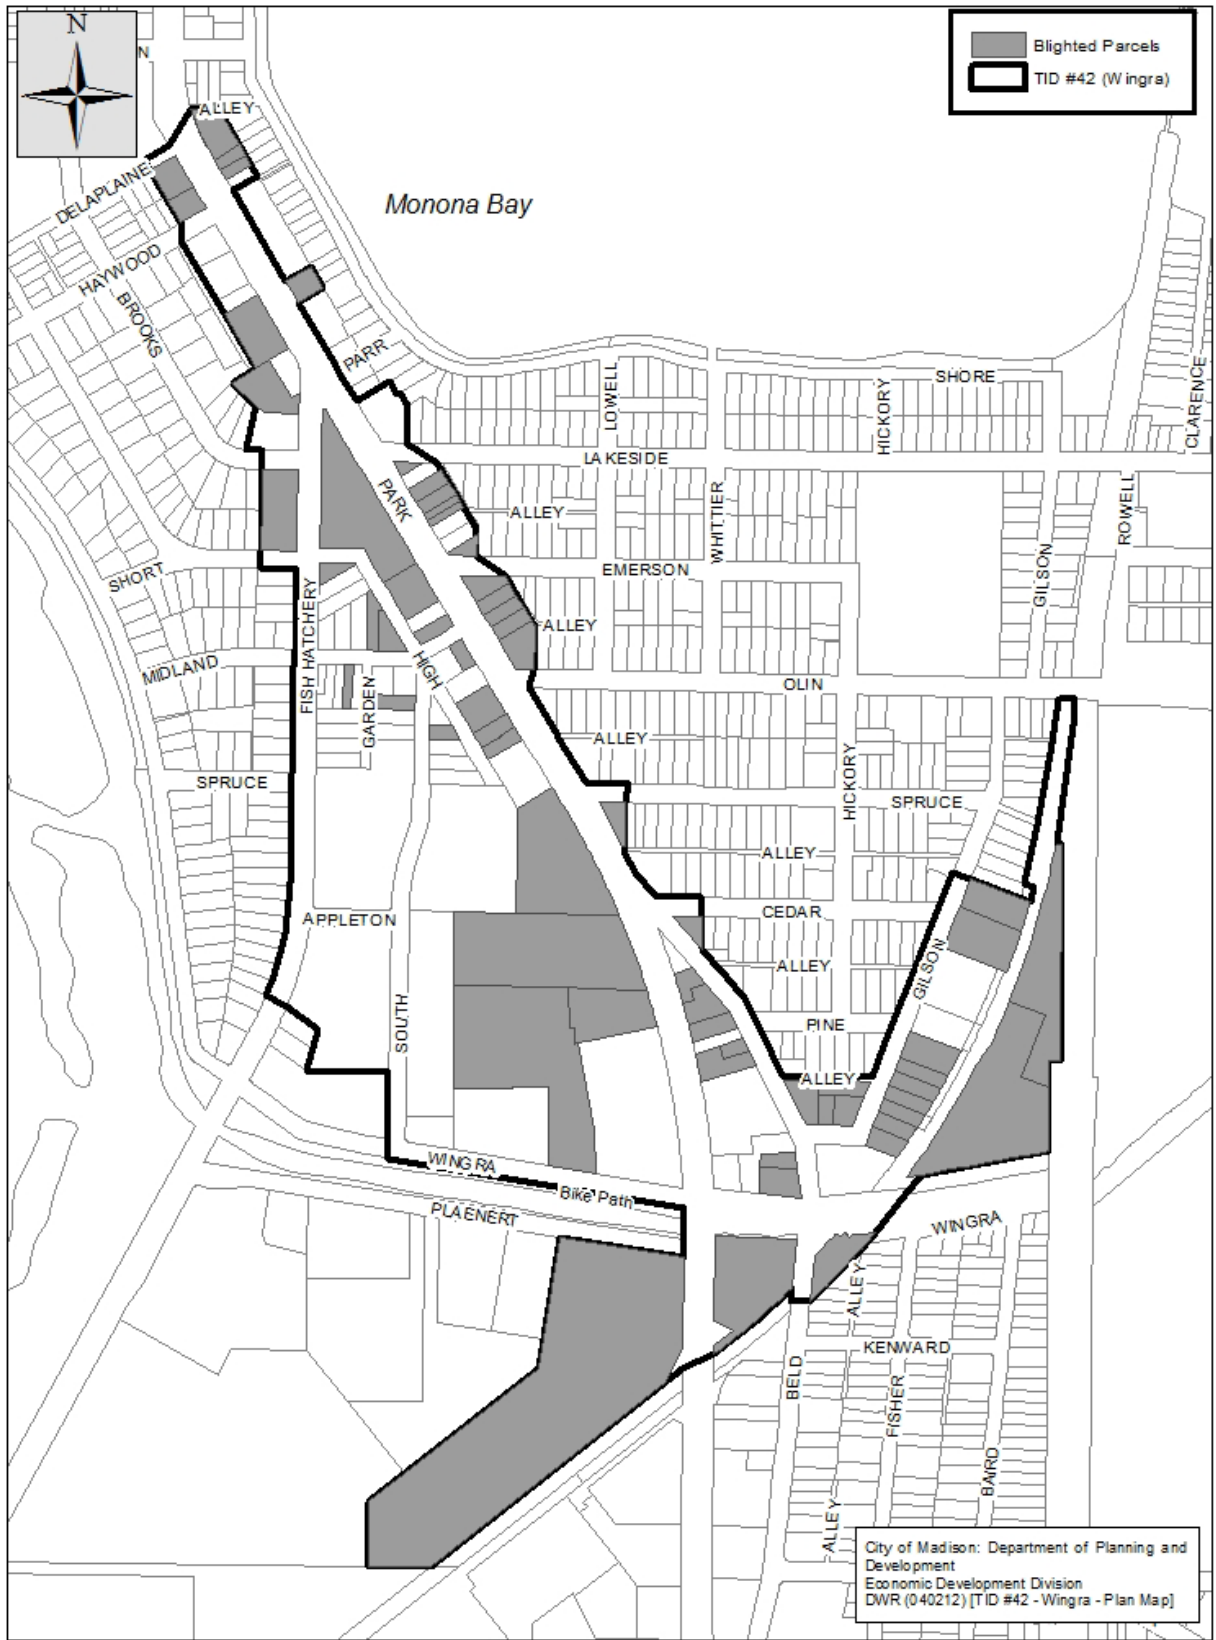 N
N
Blighted Parcels
TID #42 (Wingra)
ALLEY
DELAPLAINE
Monona Bay
HAYWOOD
BROOKS
PARR
SHORE
LOWELL
HICKORY
CLARENCE
LAKESIDE
PARK
ALLEY
WHITTIER
ROWELL
EMERSON
GILSON
SHORT
FISH HATCHERY
ALLEY
MIDLAND
HIGH
OLIN
GARDEN
ALLEY
HICKORY
SPRUCE
SPRUCE
ALLEY
APPLETON
CEDAR
ALLEY
GILSON
SOUTH
PINE
ALLEY
WINGRA
Bike Path
PLAENERT
WINGRA
ALLEY
KENWARD
BELD
FISHER
BAIRD
ALLEY
City of Madison: Department of Planning and
Development
Economic Development Division
DWR (040212) [TID #42 - Wingra - Plan Map]